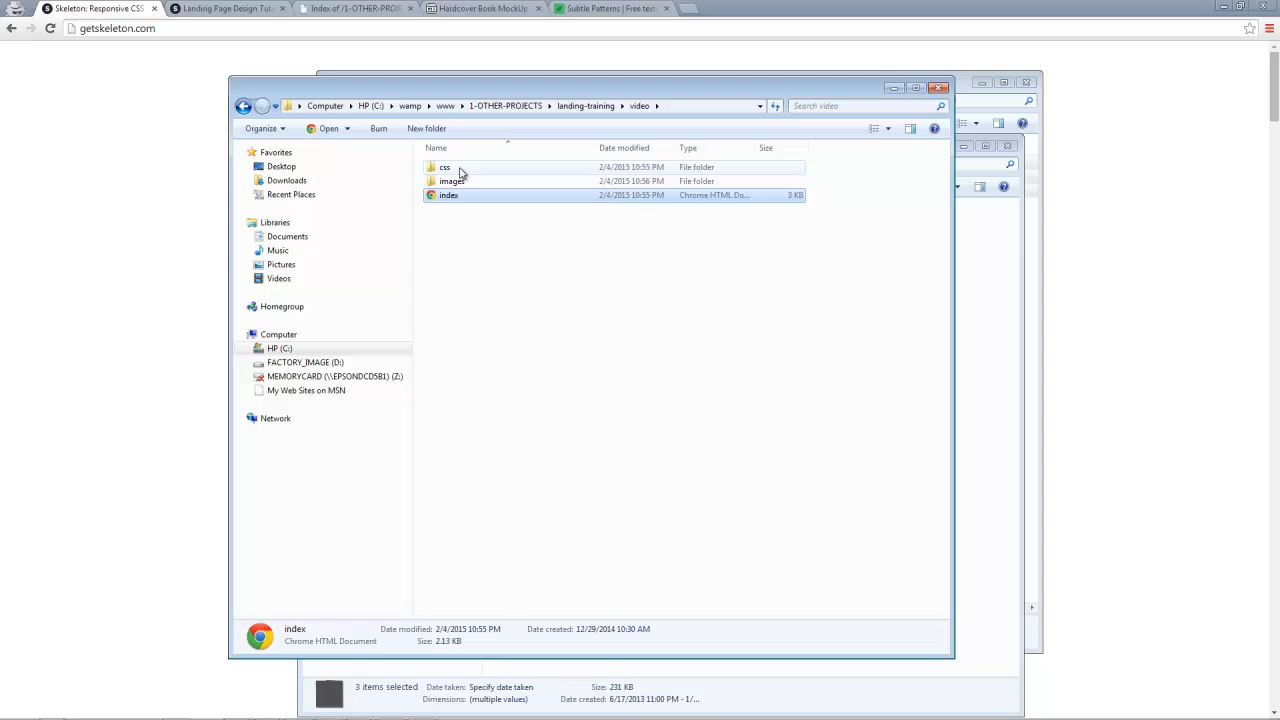 Skeleton: Responsive CSS
Landing Page Design Tut
Index of /1-OTHER-PROJE
Hardcover Book MockUp
Subtle Patterns | Free text
getskeleton.com
Computer
HP (C:)
wamp
www
1-OTHER-PROJECTS
landing-training
video
Search video
Organize
Open
Burn
New folder
Name
Date modified
Type
Size
Favorites
Desktop
Downloads
Recent Places
Libraries
Documents
Music
Pictures
Videos
Homegroup
Computer
HP (C:)
FACTORY_IMAGE (D:)
MEMORYCARD (\\EPSONDCD5B1) (Z:)
My Web Sites on MSN
Network
css 2/4/2015 10:55 PM File folder
images 2/4/2015 10:56 PM File folder
index 2/4/2015 10:55 PM Chrome HTML Do... 3 KB
index Date modified: 2/4/2015 10:55 PM Date created: 12/29/2014 10:30 AM
Chrome HTML Document Size: 2.13 KB
3 items selected Date taken: Specify date taken Size: 231 KB
Dimensions: (multiple values) Date created: 6/17/2013 11:00 PM - 1/...